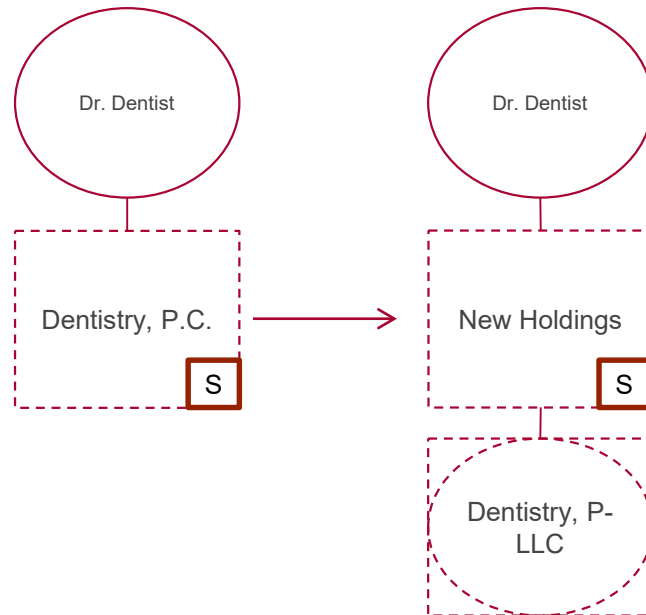 Dr. Dentist
Dr. Dentist
Dentistry, P.C.
New Holdings
S
S
Dentistry, P-
LLC